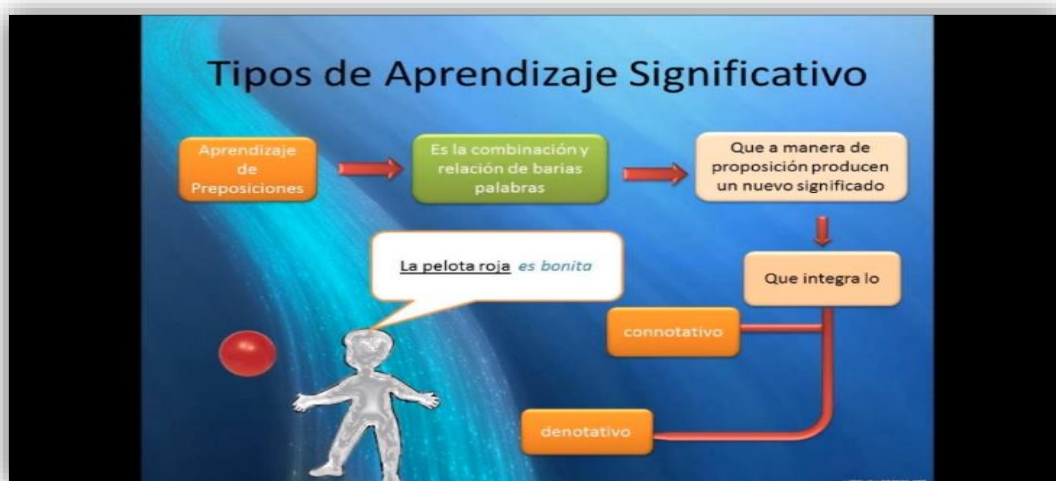 Tipos de Aprendizaje Significativo
Aprendizaje
de
Preposiciones
Es la combinación y
relación de barias
palabras
Que a manera de
proposición producen
un nuevo significado
La pelota roja es bonita
Que integra lo
connotativo
denotativo